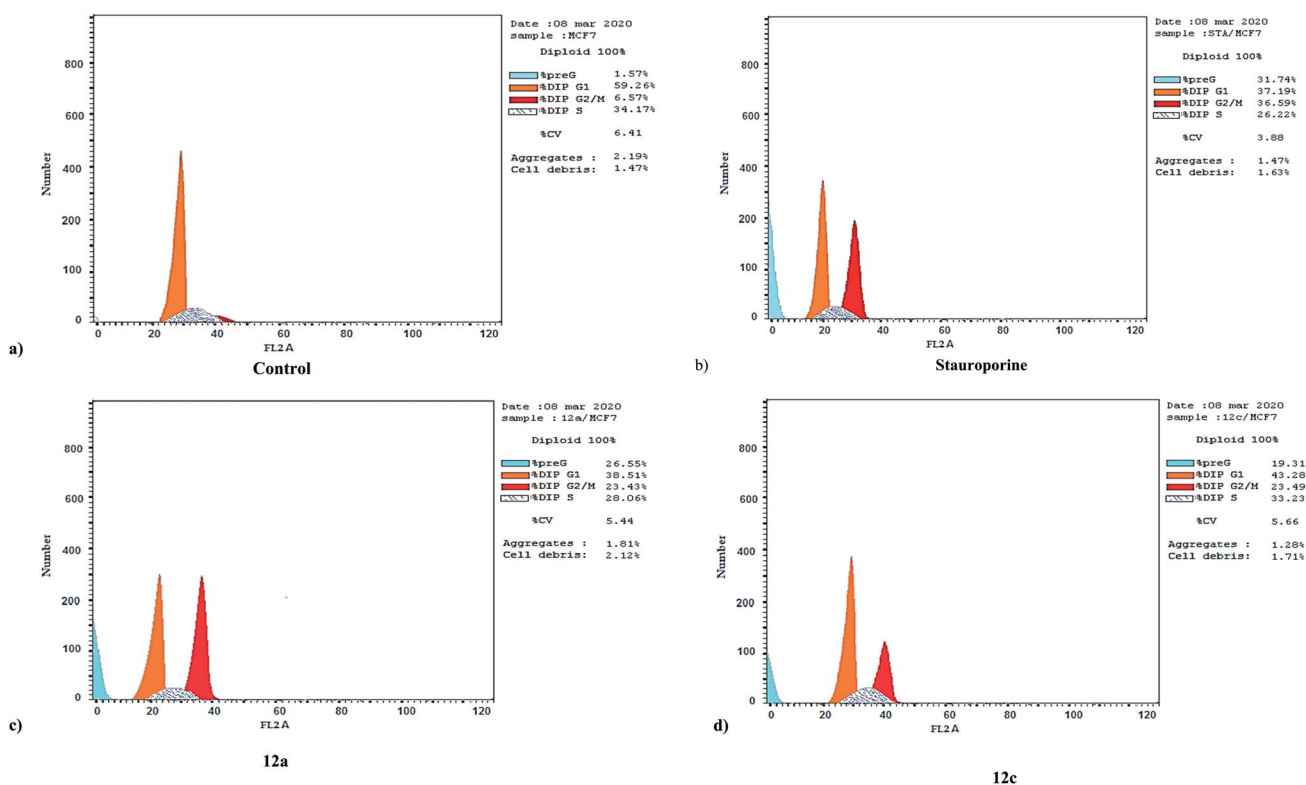 Date :08 mar 2020
sample :MCF7
Diploid 100%
%preG 1.57%
%DIP G1 59.26%
%DIP G2/M 6.57%
%DIP S 34.17%
%CV 6.41
Aggregates : 2.19%
Cell debris: 1.47%
Number
800
600
400
200
100
0
0 20 40 60 80 100 120
FL2A
a)
Control
Date :08 mar 2020
sample :STA/MCF7
Diploid 100%
%preG 31.74%
%DIP G1 37.19%
%DIP G2/M 36.59%
%DIP S 26.22%
%CV 3.88
Aggregates : 1.47%
Cell debris: 1.63%
Number
800
600
400
200
100
0
0 20 40 60 80 100 120
FL2A
b)
Stauroporine
Date :08 mar 2020
sample :12a/MCF7
Diploid 100%
%preG 26.55%
%DIP G1 38.51%
%DIP G2/M 23.43%
%DIP S 28.06%
%CV 5.44
Aggregates : 1.81%
Cell debris: 2.12%
Number
800
600
400
200
100
0
0 20 40 60 80 100 120
FL2A
c)
12a
Date :08 mar 2020
sample :12c/MCF7
Diploid 100%
%preG 19.31
%DIP G1 43.28
%DIP G2/M 23.49
%DIP S 33.23
%CV 5.66
Aggregates : 1.28%
Cell debris: 1.71%
Number
800
600
400
200
100
0
0 20 40 60 80 100 120
FL2A
d)
12c